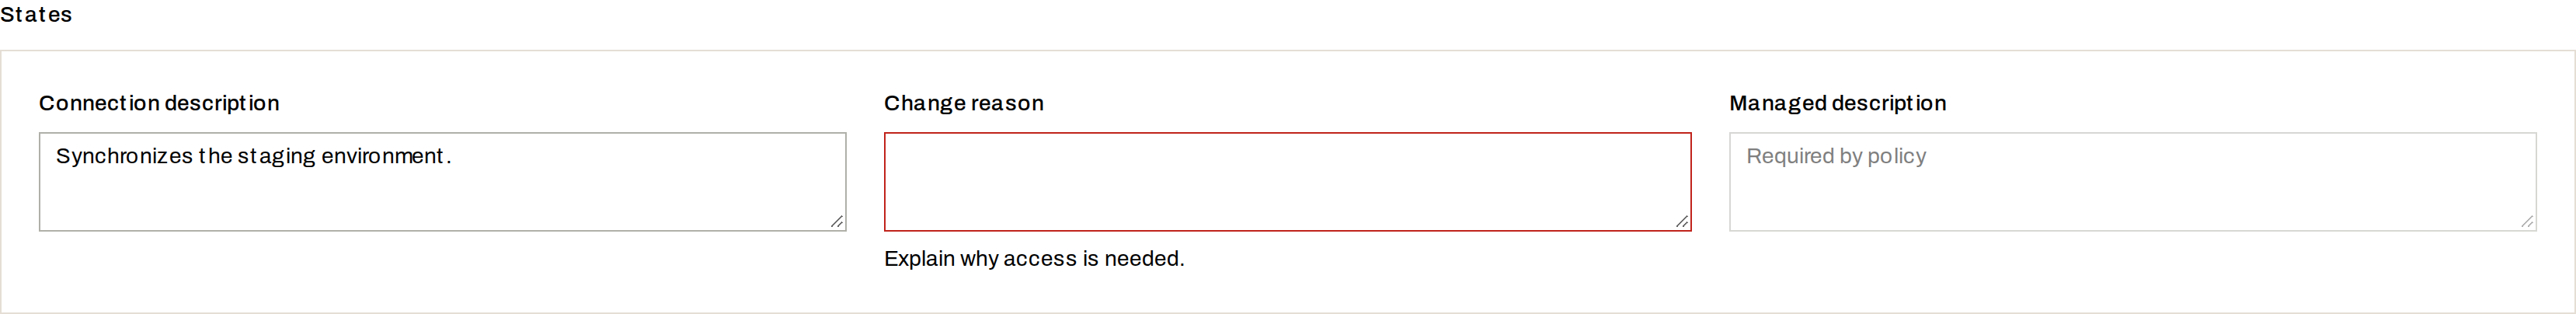 States
Connection description
Synchronizes the staging environment.
Change reason
Explain why access is needed.
Managed description
Required by policy